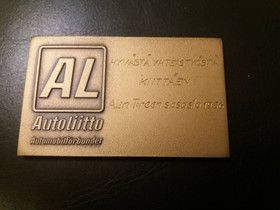 AL
Autoliitto
Automobilförbundet
HYVÄSTÄ YHTEISTYÖSTÄ
KIITTÄEN